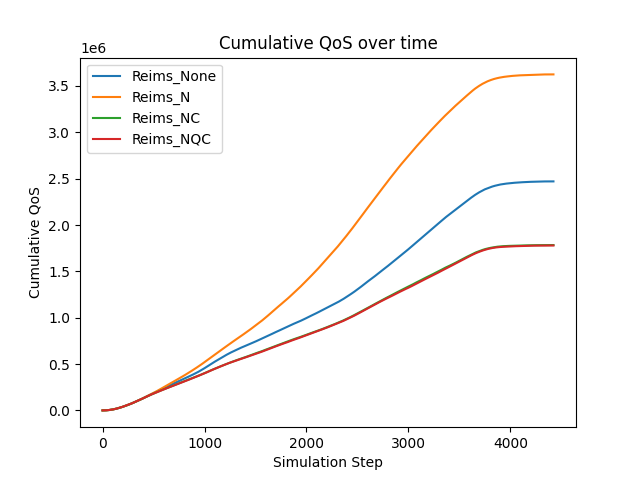 Cumulative QoS over time
1e6
Reims_None
Reims_N
Reims_NC
Reims_NQC
3.5
3.0
2.5
2.0
1.5
1.0
0.5
0.0
Cumulative QoS
0 1000 2000 3000 4000
Simulation Step